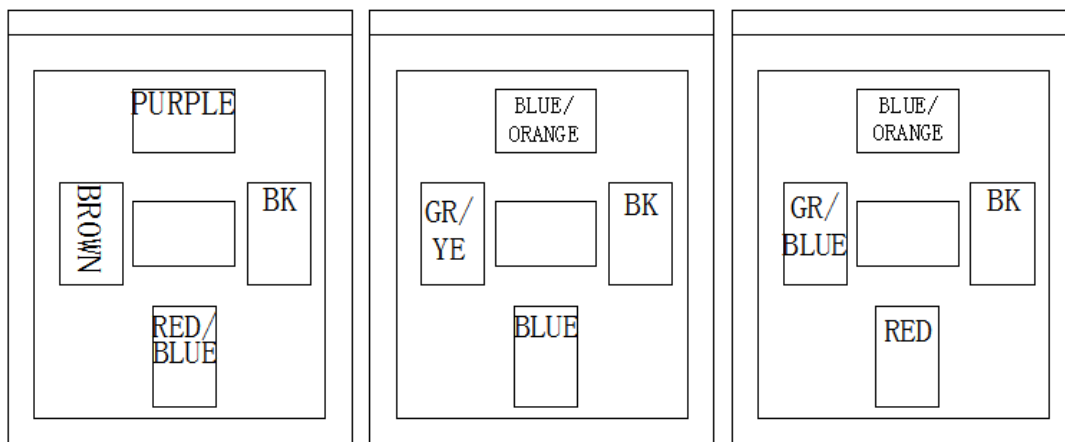 PURPLE
BROWN
BK
RED/
BLUE
BLUE/
ORANGE
GR/
YE
BK
BLUE
BLUE/
ORANGE
GR/
BLUE
BK
RED